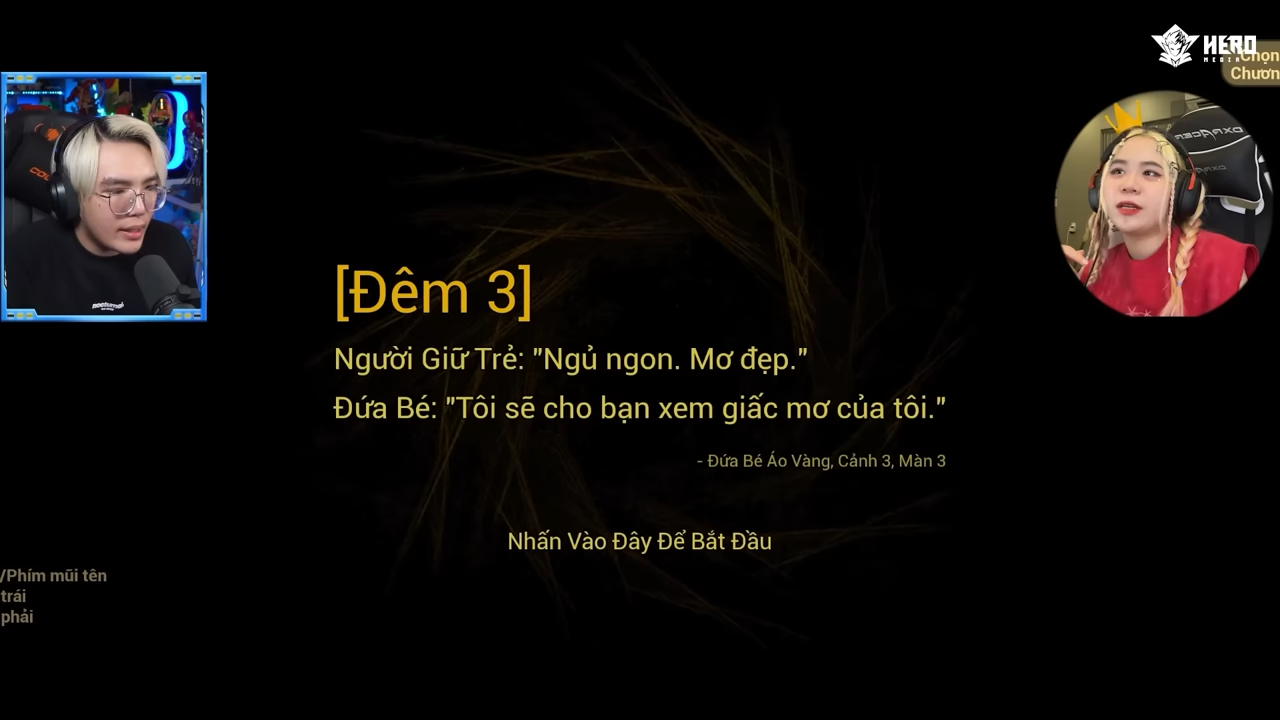 HERO
MEDIA
Chọn
Chươn
[Đêm 3]
Người Giữ Trẻ: "Ngủ ngon. Mơ đẹp."
Đứa Bé: "Tôi sẽ cho bạn xem giấc mơ của tôi."
- Đứa Bé Áo Vàng, Cảnh 3, Màn 3
Nhấn Vào Đây Để Bắt Đầu
/Phím mũi tên
trái
phải
DXRACER